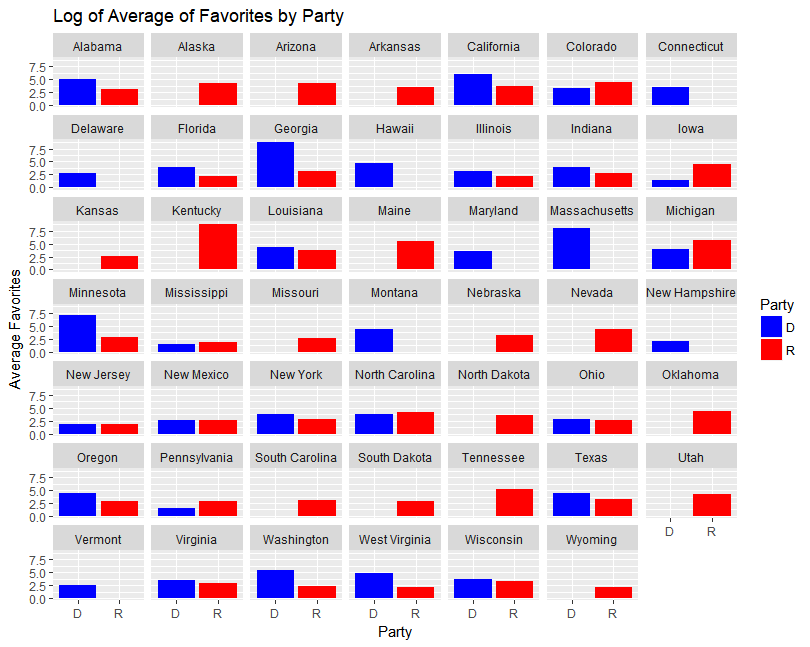 Log of Average of Favorites by Party
Alabama Alaska Arizona Arkansas California Colorado Connecticut
7.5
5.0
2.5
0.0
Delaware Florida Georgia Hawaii Illinois Indiana Iowa
7.5
5.0
2.5
0.0
Kansas Kentucky Louisiana Maine Maryland Massachusetts Michigan
7.5
5.0
2.5
0.0
Minnesota Mississippi Missouri Montana Nebraska Nevada New Hampshire
7.5
5.0
2.5
0.0
New Jersey New Mexico New York North Carolina North Dakota Ohio Oklahoma
7.5
5.0
2.5
0.0
Oregon Pennsylvania South Carolina South Dakota Tennessee Texas Utah
7.5
5.0
2.5
0.0
D R
Vermont Virginia Washington West Virginia Wisconsin Wyoming
7.5
5.0
2.5
0.0
D R D R D R D R D R D R
Party
Average Favorites
Party
D
R